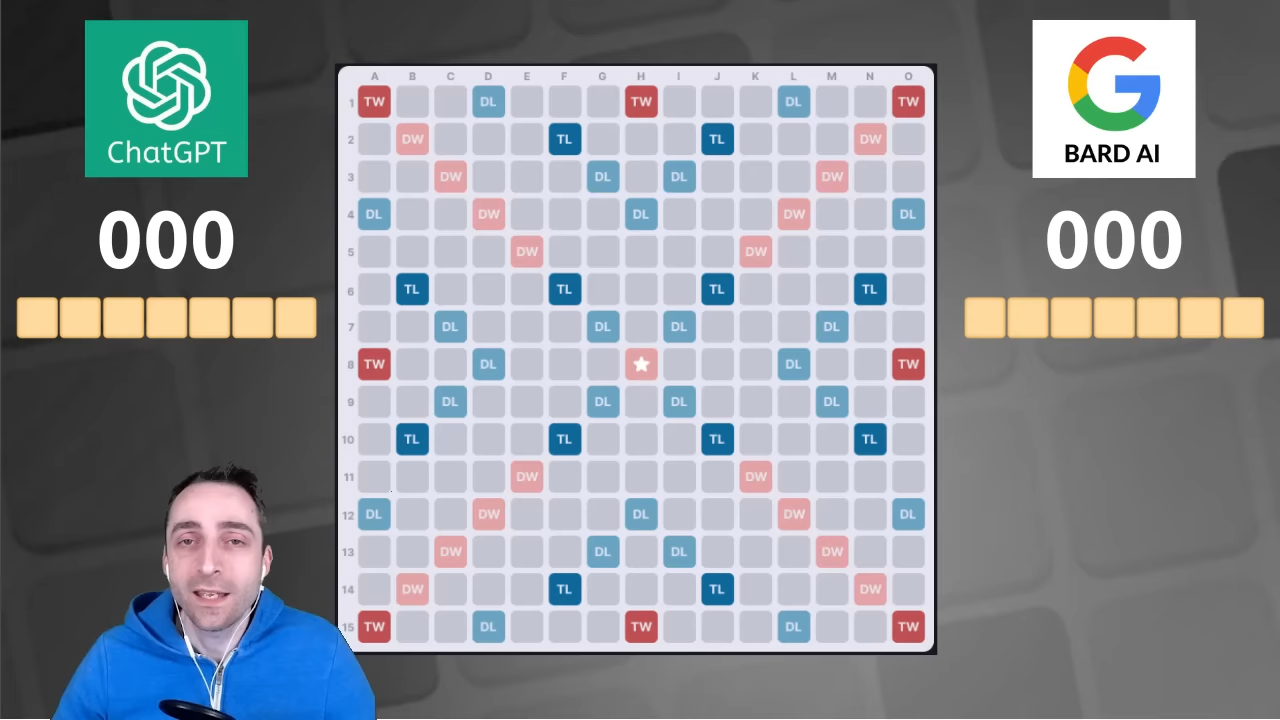 ChatGPT
000
BARD AI
000
A B C D E F G H I J K L M N O
1 TW DL TW DL TW
2 DW TL TL DW
3 DW DL DL DW
4 DL DW DL DW DL
5 DW DW
6 TL TL TL TL
7 DL DL DL DL
8 TW DL DL TW
9 DL DL DL DL
10 TL TL TL TL
11 DW DW
12 DL DW DL DW DL
13 DW DL DL DW
14 DW TL TL DW
15 TW DL TW DL TW